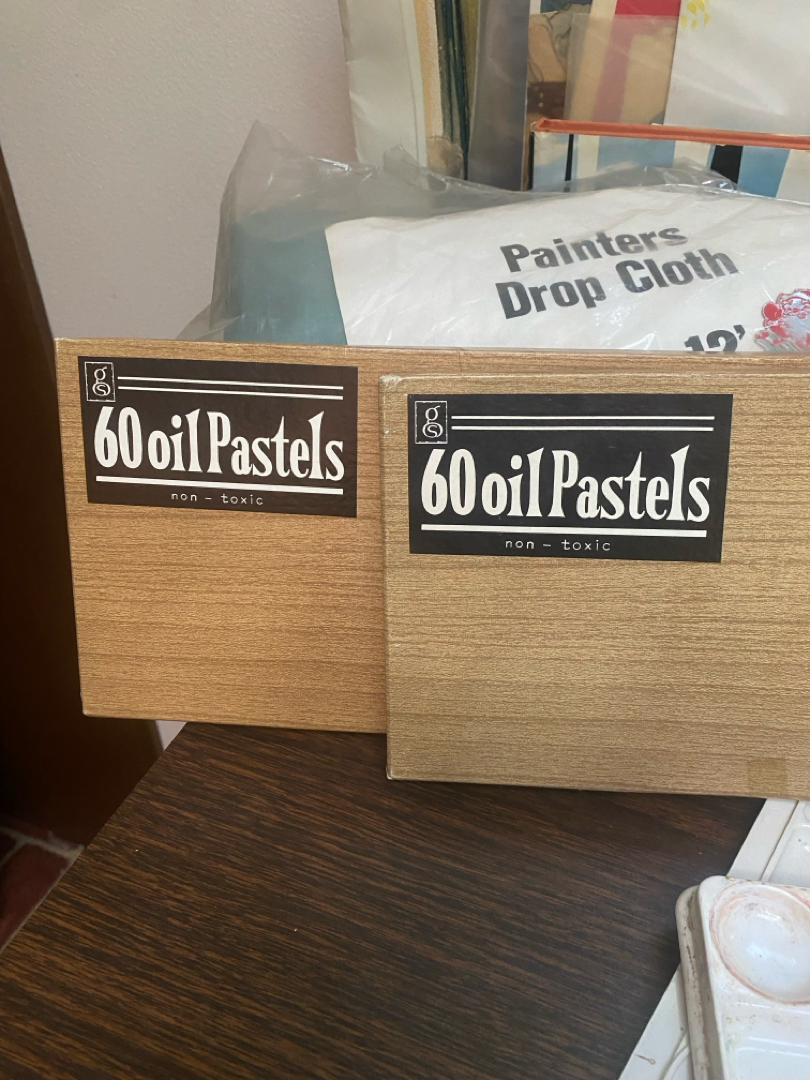 Painters
Drop Cloth
12'
gs
60 oil Pastels
non - toxic
gs
60 oil Pastels
non - toxic